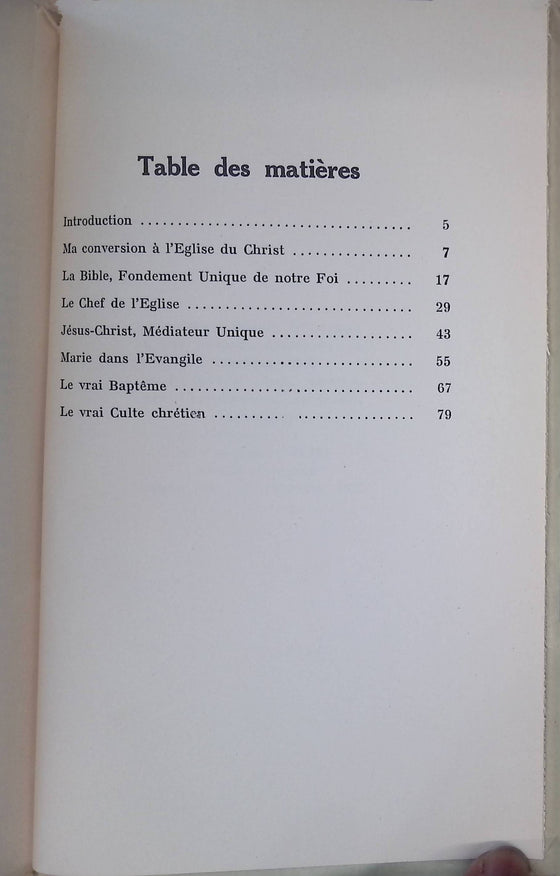 Table des matières
Introduction .................................... 5
Ma conversion à l'Eglise du Christ ................ 7
La Bible, Fondement Unique de notre Foi ......... 17
Le Chef de l'Eglise .............................. 29
Jésus-Christ, Médiateur Unique ................... 43
Marie dans l'Evangile ........................... 55
Le vrai Baptême ................................ 67
Le vrai Culte chrétien .......... ................ 79